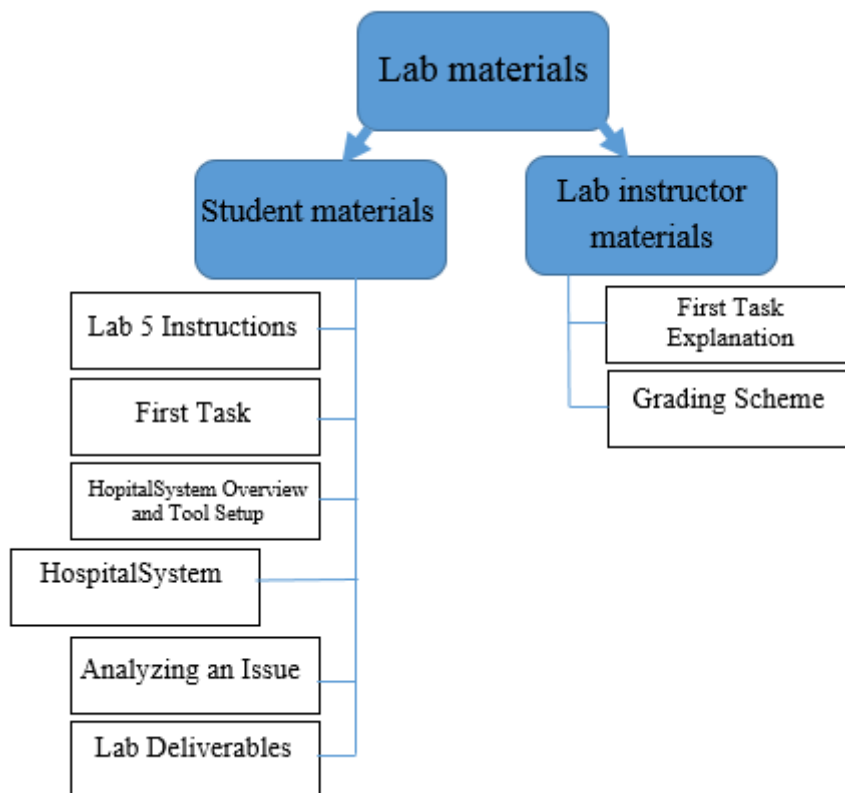 Lab materials
Student materials
Lab instructor
materials
Lab 5 Instructions
First Task
HopitalSystem Overview
and Tool Setup
HospitalSystem
Analyzing an Issue
Lab Deliverables
First Task
Explanation
Grading Scheme